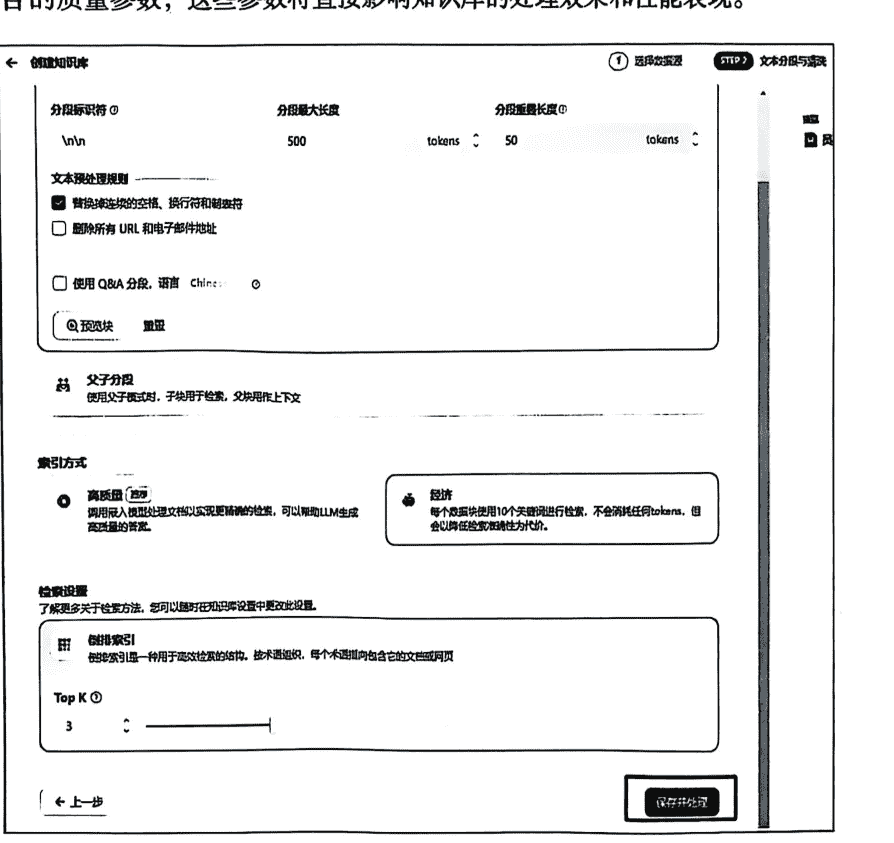 的质量参数，这些参数将直接影响知识库的处理效果和性能表现。
← 创建知识库
1 选择数据源
STEP 2 文本分段与清洗
分段标识符
分段最大长度
分段重叠长度
\n\n
500 tokens
50 tokens
文本预处理规则
替换掉连续的空格、换行符和制表符
删除所有 URL 和电子邮件地址
使用 Q&A 分段，语言 Chine
预览块
重置
父子分段
使用父子模式时，子块用于检索，父块用作上下文
索引方式
高质量 推荐
调用嵌入模型处理文档以实现更精确的检索，可以帮助LLM生成
高质量的答案。
经济
每个数据块使用10个关键词进行检索，不会消耗任何tokens，但
会以降低检索准确性为代价。
检索设置
了解更多关于检索方法，您可以随时在知识库设置中更改此设置。
倒排索引
倒排索引是一种用于高效检索的结构。按术语组织，每个术语指向包含它的文档或网页
Top K
3
← 上一步
保存并处理